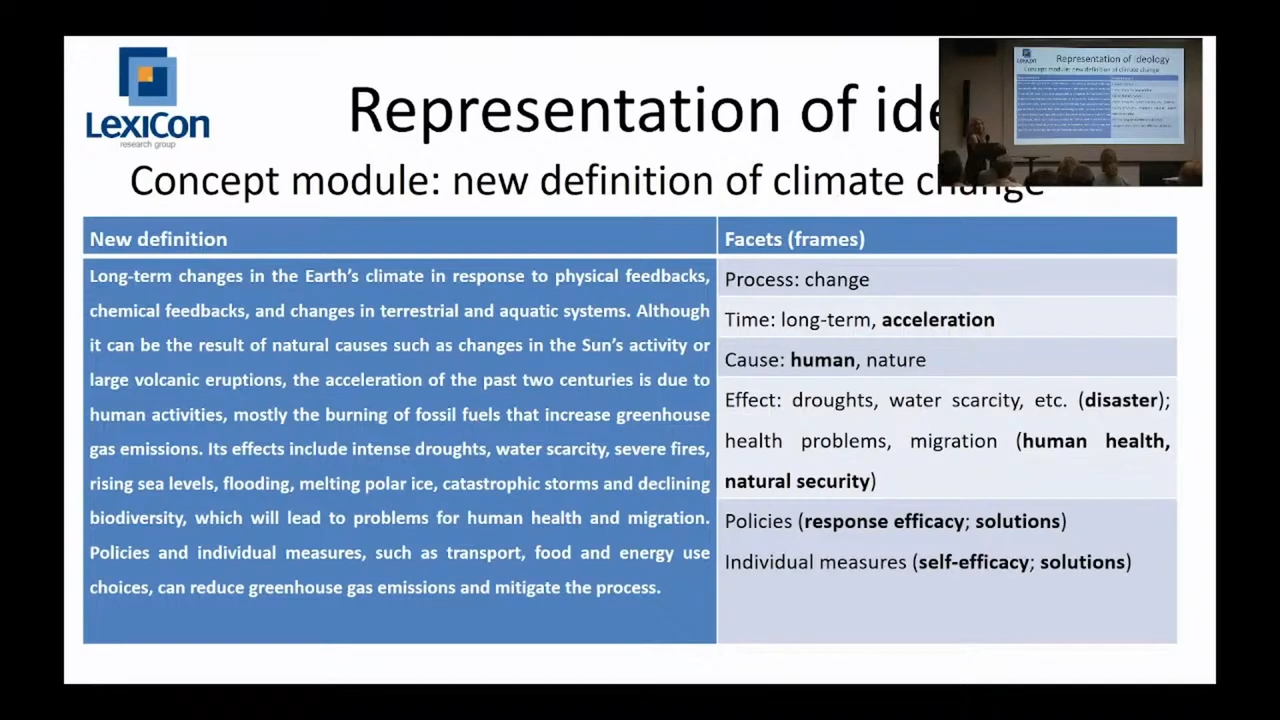 LexiCon
research group
Representation of ide
Concept module: new definition of climate change
New definition
Facets (frames)
Long-term changes in the Earth's climate in response to physical feedbacks,
chemical feedbacks, and changes in terrestrial and aquatic systems. Although
it can be the result of natural causes such as changes in the Sun's activity or
large volcanic eruptions, the acceleration of the past two centuries is due to
human activities, mostly the burning of fossil fuels that increase greenhouse
gas emissions. Its effects include intense droughts, water scarcity, severe fires,
rising sea levels, flooding, melting polar ice, catastrophic storms and declining
biodiversity, which will lead to problems for human health and migration.
Policies and individual measures, such as transport, food and energy use
choices, can reduce greenhouse gas emissions and mitigate the process.
Process: change
Time: long-term, acceleration
Cause: human, nature
Effect: droughts, water scarcity, etc. (disaster);
health problems, migration (human health,
natural security)
Policies (response efficacy; solutions)
Individual measures (self-efficacy; solutions)
Representation of ideology
Concept module: new definition of climate change